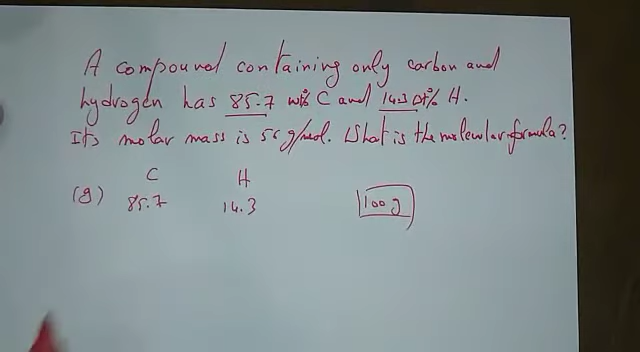 A compound containing only carbon and
hydrogen has 85.7 wt% C and 14.3 wt% H.
Its molar mass is 56 g/mol. What is the molecular formula?
C H
(g) 85.7 14.3 100 g